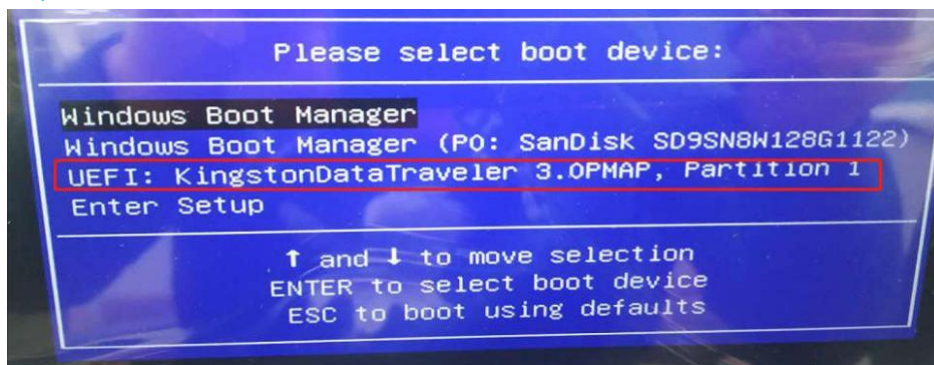 Please select boot device:
Windows Boot Manager
Windows Boot Manager (P0: SanDisk SD9SN8W128G1122)
UEFI: KingstonDataTraveler 3.0PMAP, Partition 1
Enter Setup
↑ and ↓ to move selection
ENTER to select boot device
ESC to boot using defaults